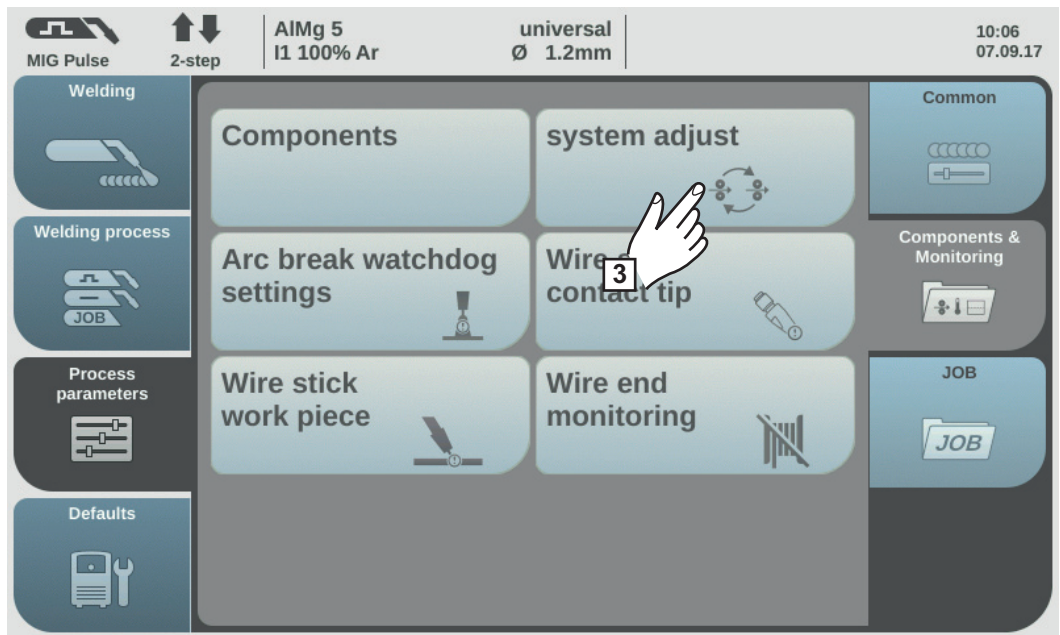 MIG Pulse
2-step
AlMg 5 universal
I1 100% Ar Ø 1.2mm
10:06
07.09.17
Welding
Welding process
JOB
Process
parameters
Defaults
Components
system adjust
Arc break watchdog
settings
Wire
contact tip
3
Wire stick
work piece
Wire end
monitoring
Common
Components &
Monitoring
JOB
JOB